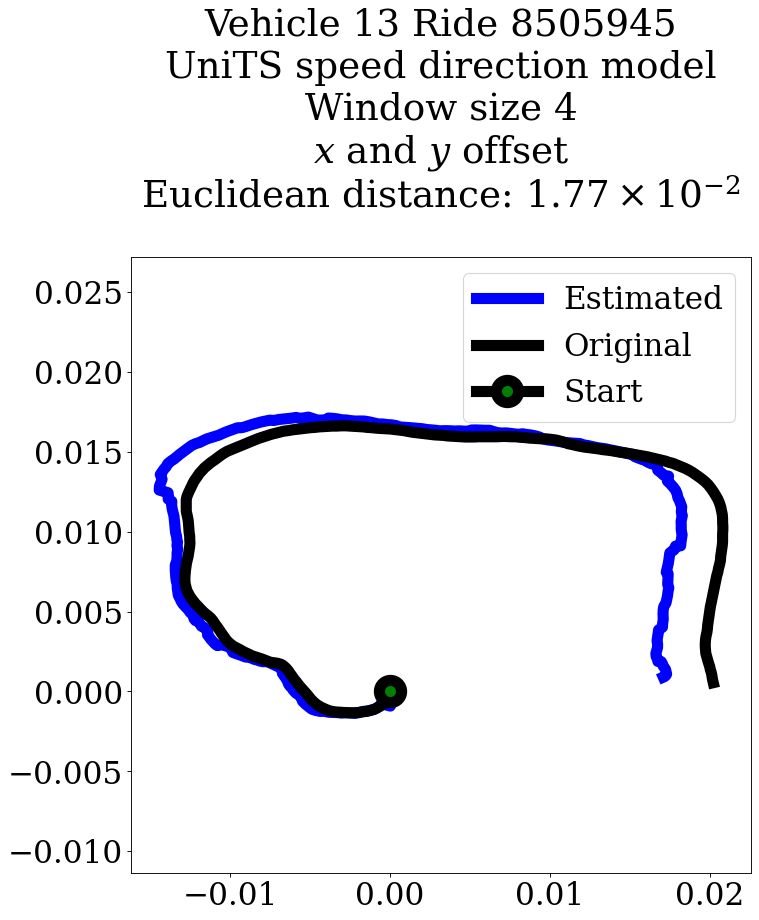 Vehicle 13 Ride 8505945
UniTS speed direction model
Window size 4
x and y offset
Euclidean distance: 1.77 × 10⁻²
Estimated
Original
Start
0.025
0.020
0.015
0.010
0.005
0.000
−0.005
−0.010
−0.01 0.00 0.01 0.02